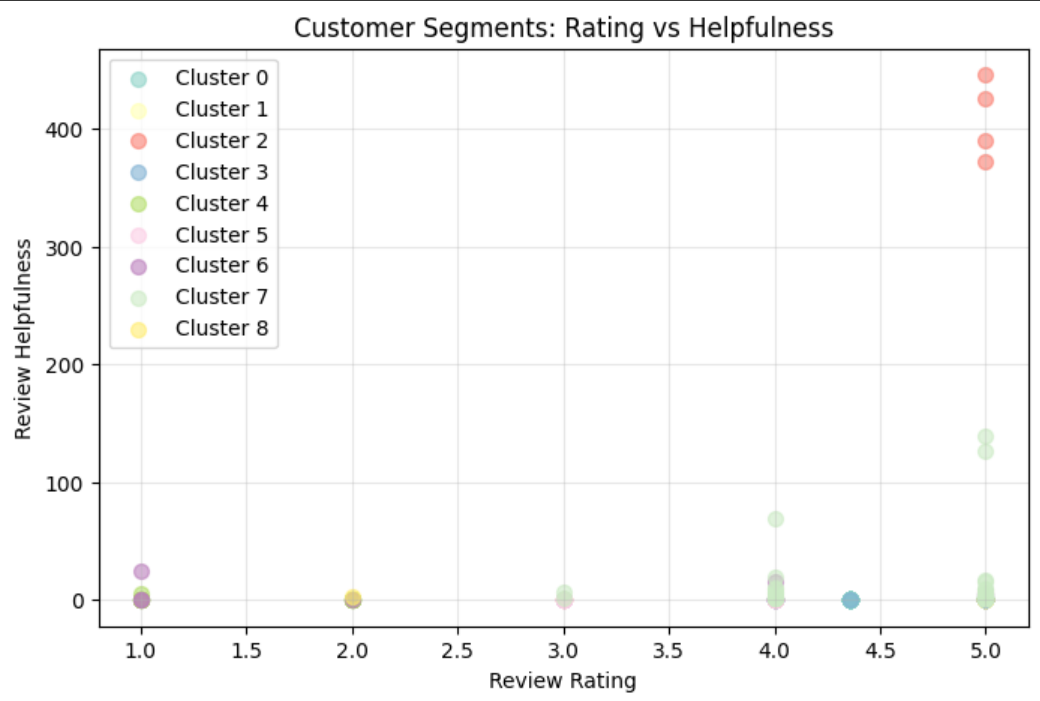 Customer Segments: Rating vs Helpfulness
Cluster 0
Cluster 1
Cluster 2
Cluster 3
Cluster 4
Cluster 5
Cluster 6
Cluster 7
Cluster 8
Review Helpfulness
400
300
200
100
0
1.0 1.5 2.0 2.5 3.0 3.5 4.0 4.5 5.0
Review Rating